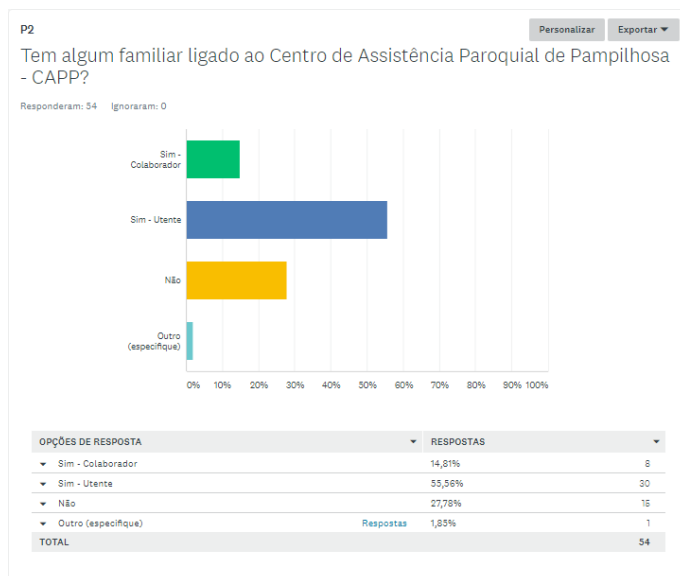 P2
Personalizar
Exportar
Tem algum familiar ligado ao Centro de Assistência Paroquial de Pampilhosa
- CAPP?
Responderam: 54 Ignoraram: 0
Sim -
Colaborador
Sim - Utente
Não
Outro
(especifique)
0% 10% 20% 30% 40% 50% 60% 70% 80% 90% 100%
OPÇÕES DE RESPOSTA RESPOSTAS
Sim - Colaborador 14,81% 8
Sim - Utente 55,56% 30
Não 27,78% 15
Outro (especifique) Respostas 1,85% 1
TOTAL 54